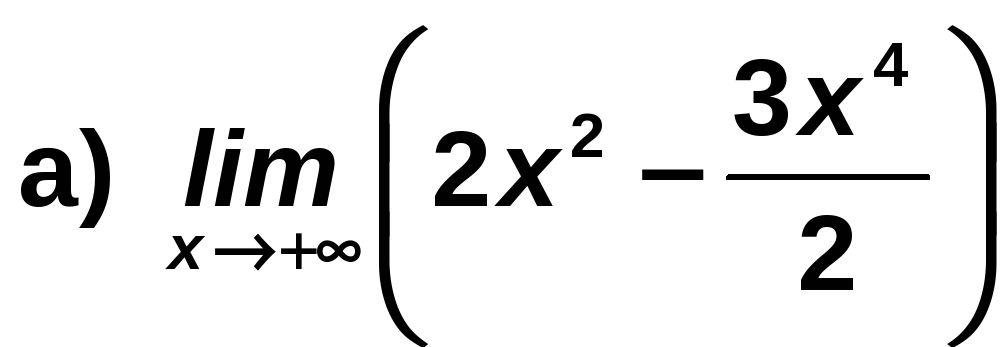 a) lim x→+∞ (2x² − 3x⁴/2)